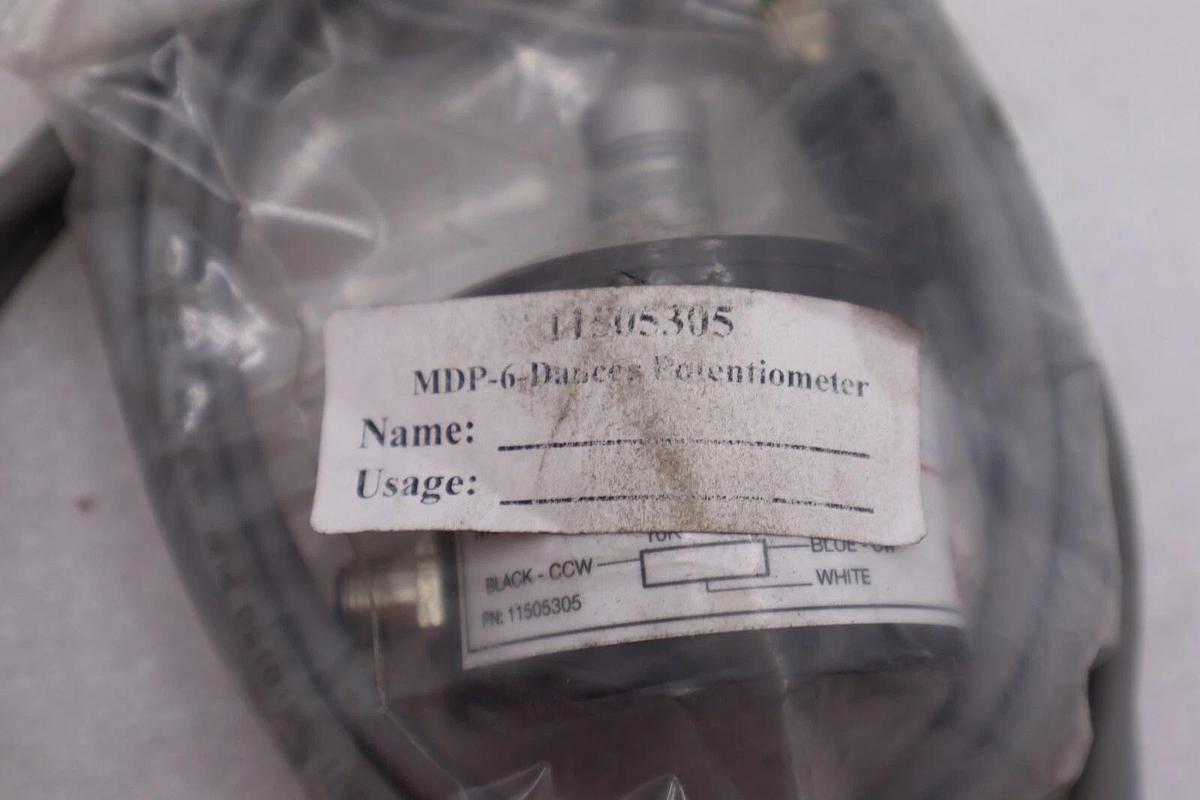 11505305
MDP-6-Dancer Potentiometer
Name:
Usage:
10K
BLACK - CCW
BLUE - CW
WHITE
PN: 11505305